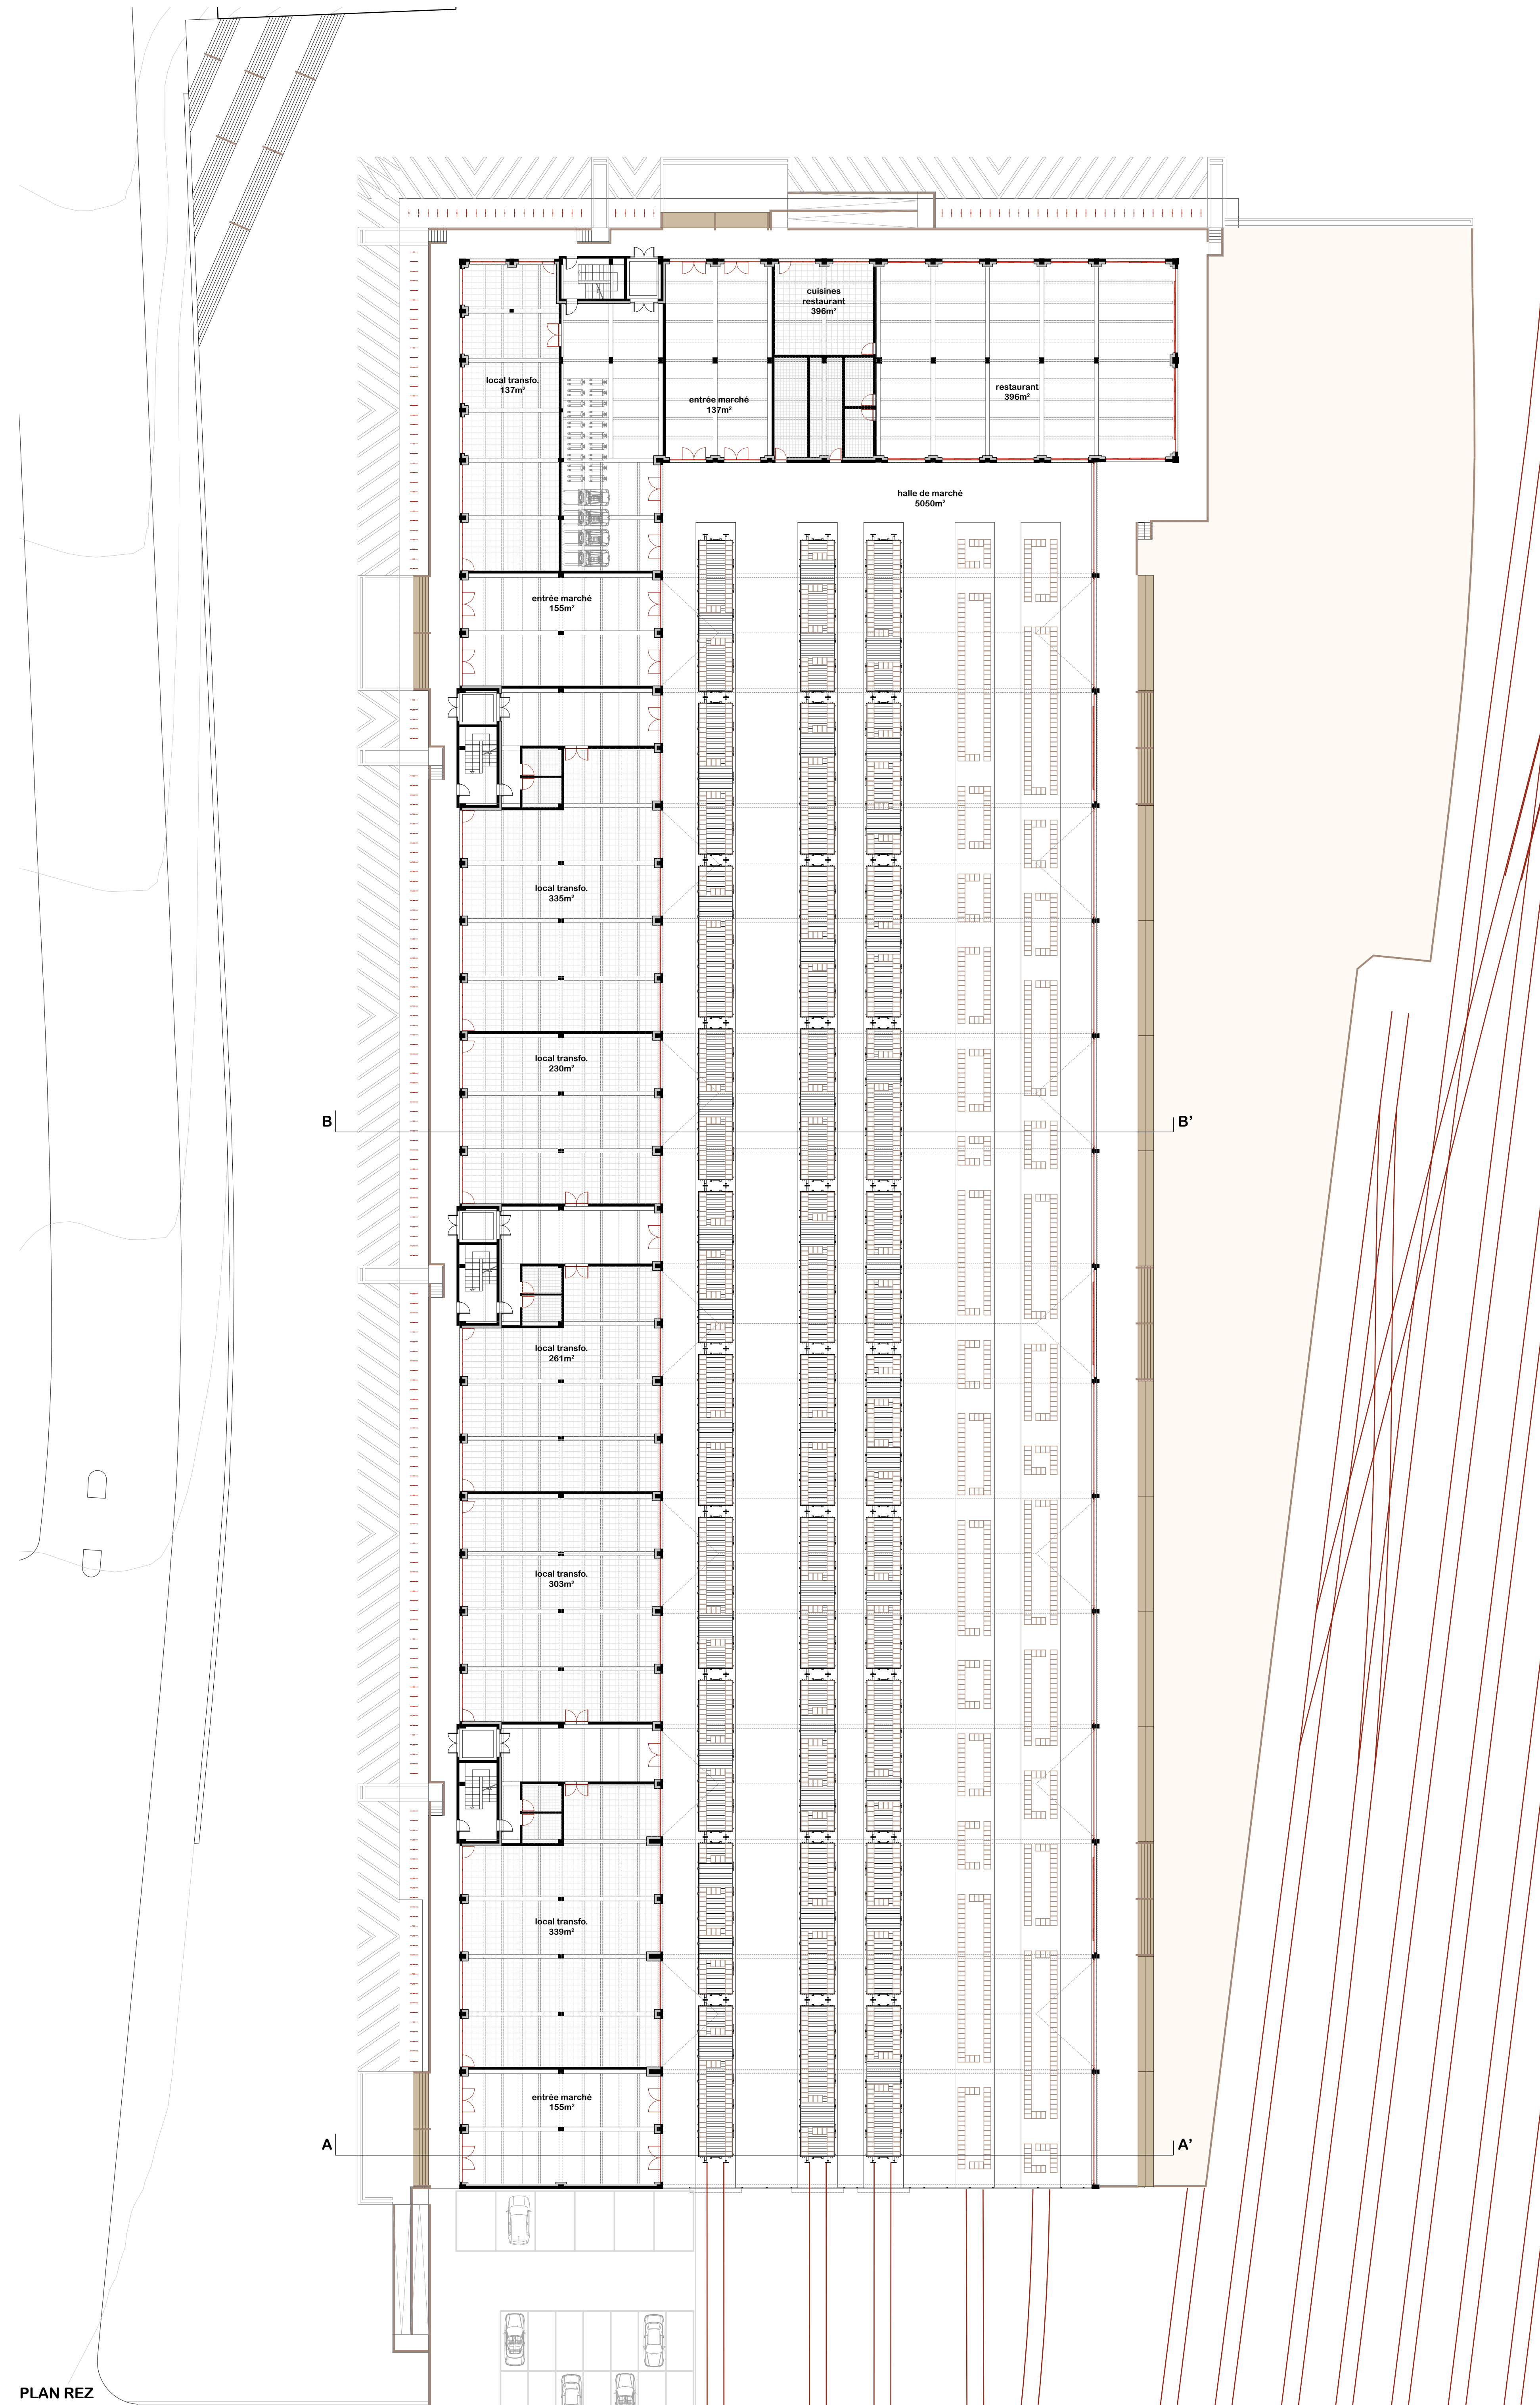 cuisines
restaurant
396m²
local transfo.
137m²
restaurant
396m²
entrée marché
137m²
halle de marché
5050m²
entrée marché
155m²
local transfo.
335m²
local transfo.
230m²
B
B’
local transfo.
261m²
local transfo.
303m²
local transfo.
339m²
entrée marché
155m²
A
A’
PLAN REZ